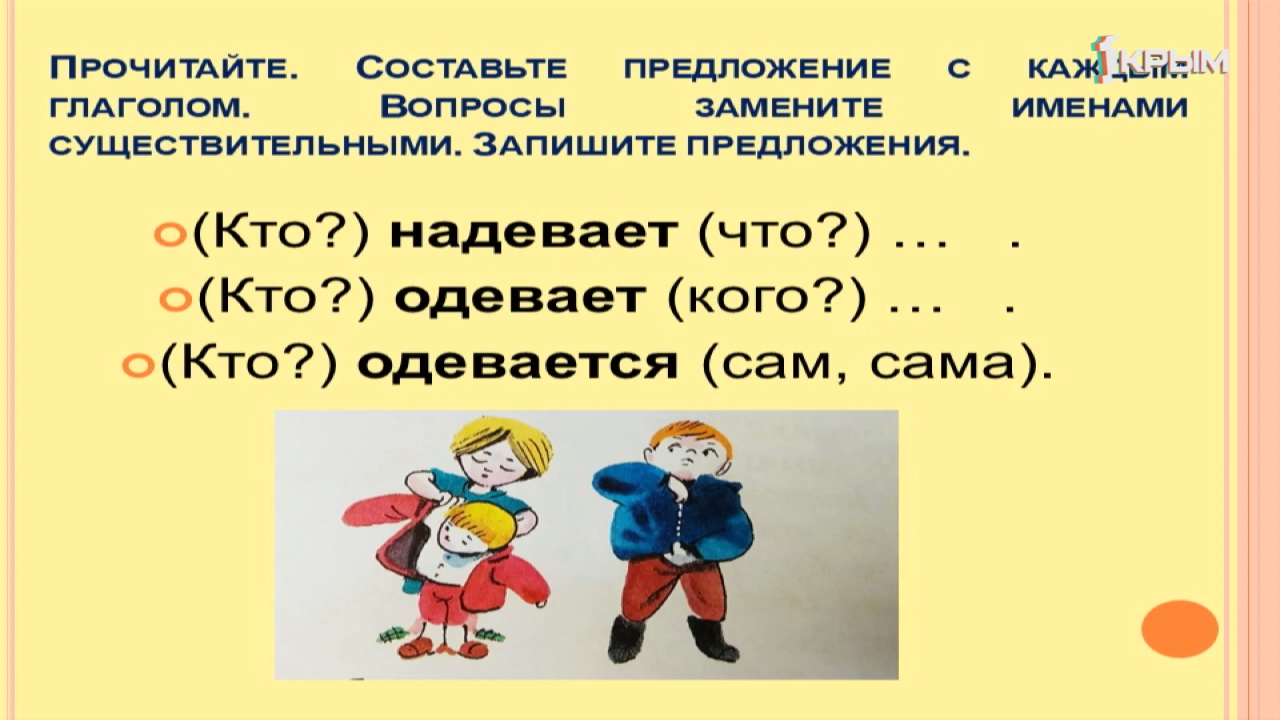 Прочитайте. Составьте предложение с каждым
глаголом. Вопросы замените именами
существительными. Запишите предложения.
(Кто?) надевает (что?) … .
(Кто?) одевает (кого?) … .
(Кто?) одевается (сам, сама).
1КРЫМ